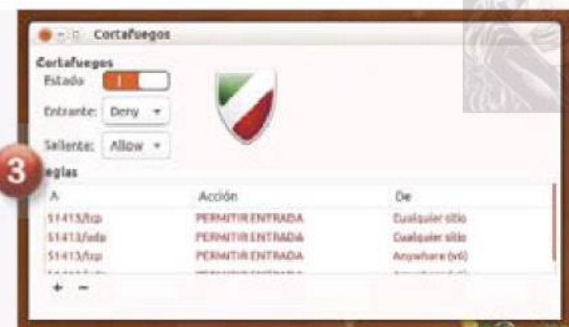 Cortafuegos
Cortafuegos
Estado
Entrante: Deny
Saliente: Allow
3
Reglas
A Acción De
51413/tcp PERMITIR ENTRADA Cualquier sitio
51413/udp PERMITIR ENTRADA Cualquier sitio
51413/tcp PERMITIR ENTRADA Anywhere (v6)